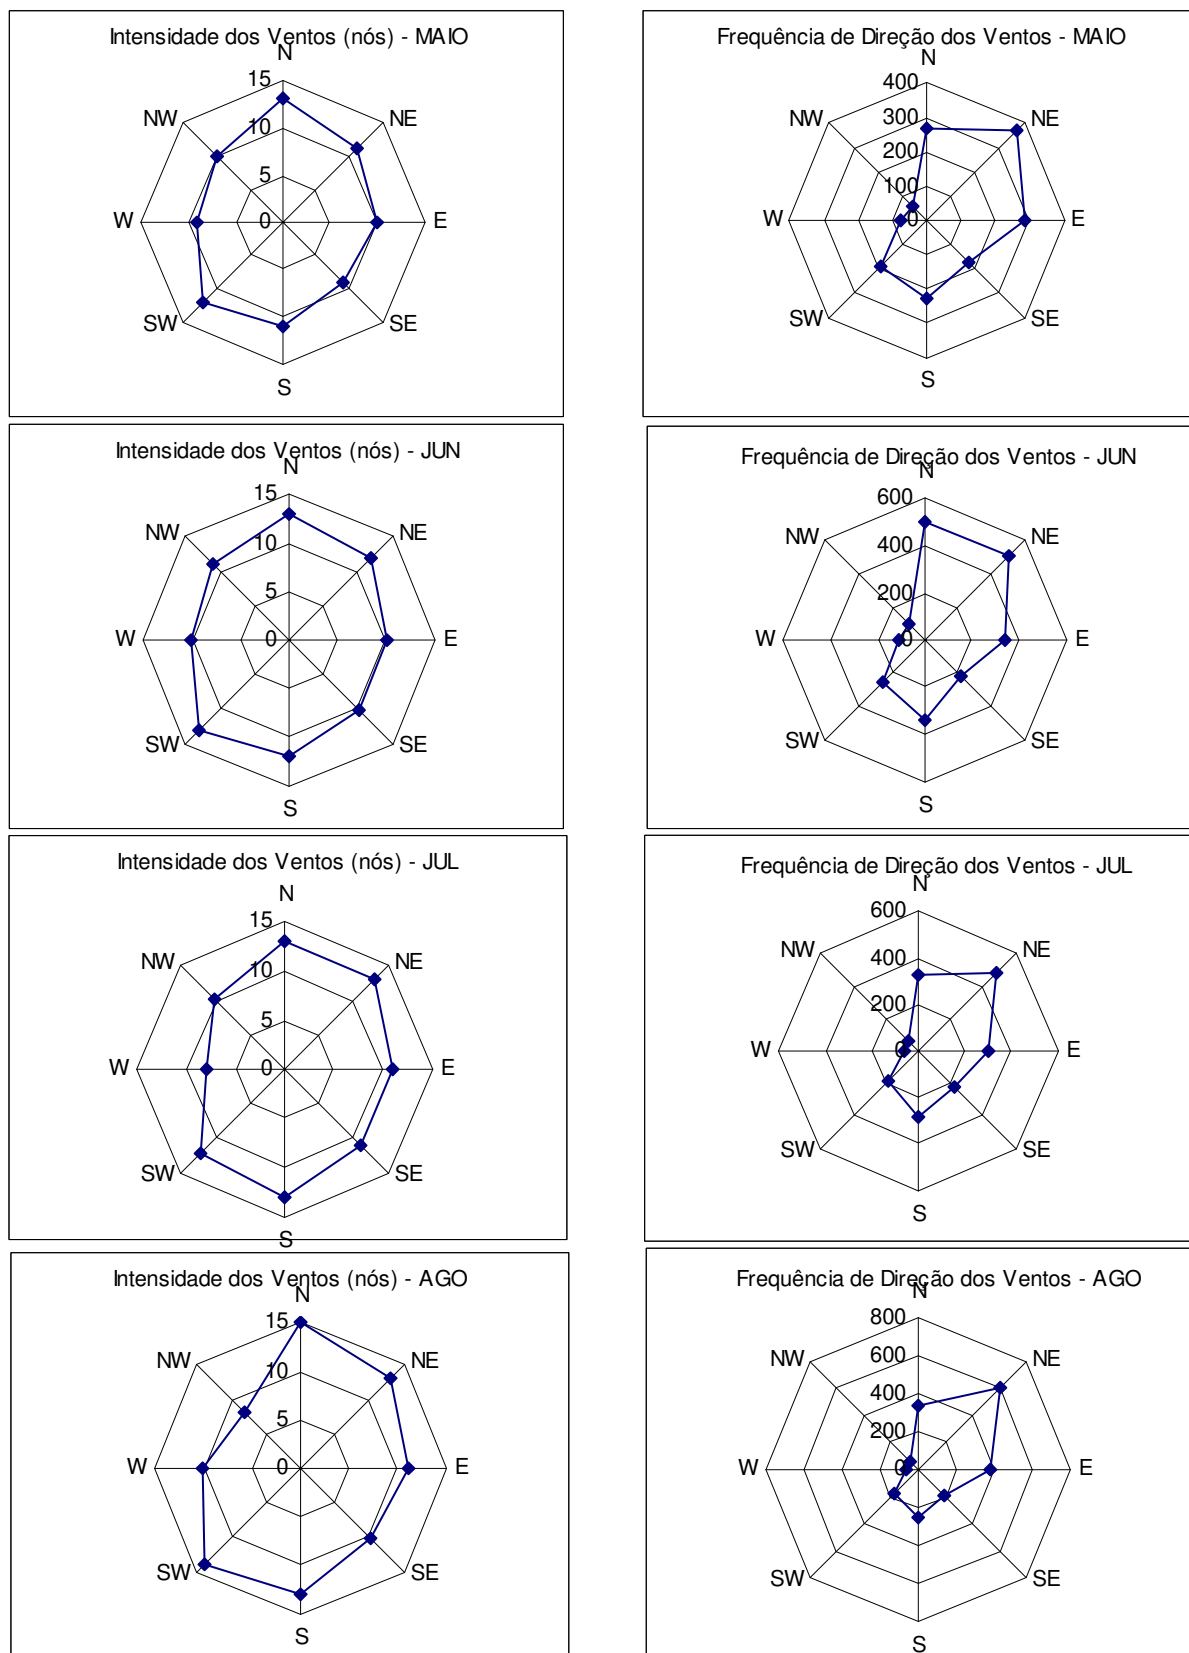 Intensidade dos Ventos (nós) - MAIO
N
15
NW
NE
10
5
W
0
E
SW
SE
S
Frequência de Direção dos Ventos - MAIO
N
400
NW
NE
300
200
100
W
0
E
SW
SE
S
Intensidade dos Ventos (nós) - JUN
N
15
NW
NE
10
5
W
0
E
SW
SE
S
Frequência de Direção dos Ventos - JUN
N
600
NW
NE
400
200
W
0
E
SW
SE
S
Intensidade dos Ventos (nós) - JUL
N
15
NW
NE
10
5
W
0
E
SW
SE
S
Frequência de Direção dos Ventos - JUL
N
600
NW
NE
400
200
W
0
E
SW
SE
S
Intensidade dos Ventos (nós) - AGO
N
15
NW
NE
10
5
W
0
E
SW
SE
S
Frequência de Direção dos Ventos - AGO
N
800
NW
NE
600
400
200
W
0
E
SW
SE
S